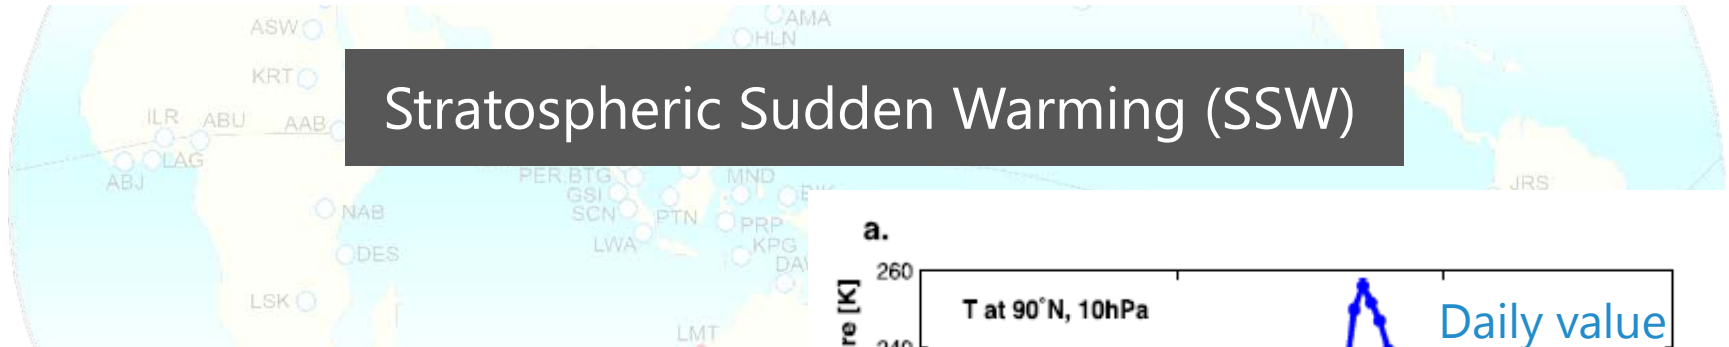 ASW
AMA
HLN
KRT
Stratospheric Sudden Warming (SSW)
ILR ABU AAB
LAG
ABJ
PER BTG MND
GSI
JRS
NAB SCN PTN PRP
LWA KPG
DES
a.
260
LSK
T at 90°N, 10hPa
Daily value
LMT